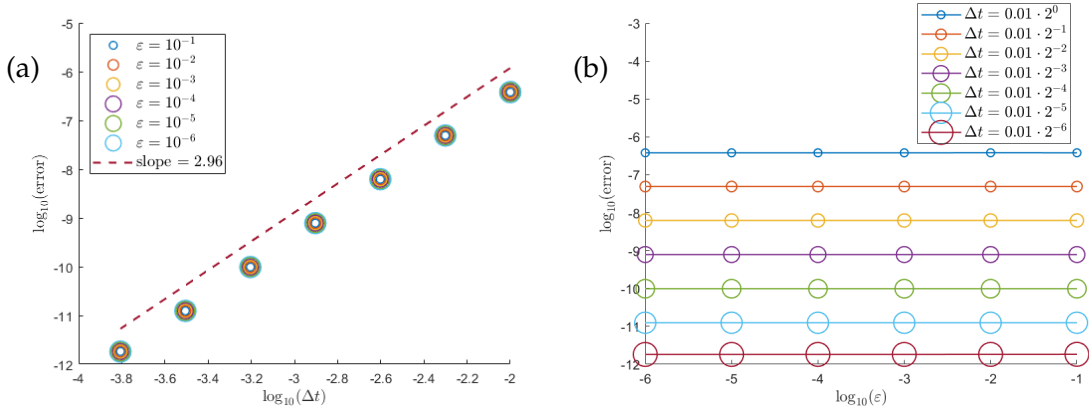 (a)
-5
-6
-7
-8
-9
-10
-11
-12
log₁₀(error)
ε = 10⁻¹
ε = 10⁻²
ε = 10⁻³
ε = 10⁻⁴
ε = 10⁻⁵
ε = 10⁻⁶
slope = 2.96
-3.8 -3.6 -3.4 -3.2 -3 -2.8 -2.6 -2.4 -2.2 -2
log₁₀(Δt)
(b)
-3
-4
-5
-6
-7
-8
-9
-10
-11
-12
log₁₀(error)
Δt = 0.01 · 2⁰
Δt = 0.01 · 2⁻¹
Δt = 0.01 · 2⁻²
Δt = 0.01 · 2⁻³
Δt = 0.01 · 2⁻⁴
Δt = 0.01 · 2⁻⁵
Δt = 0.01 · 2⁻⁶
-6 -5 -4 -3 -2 -1
log₁₀(ε)